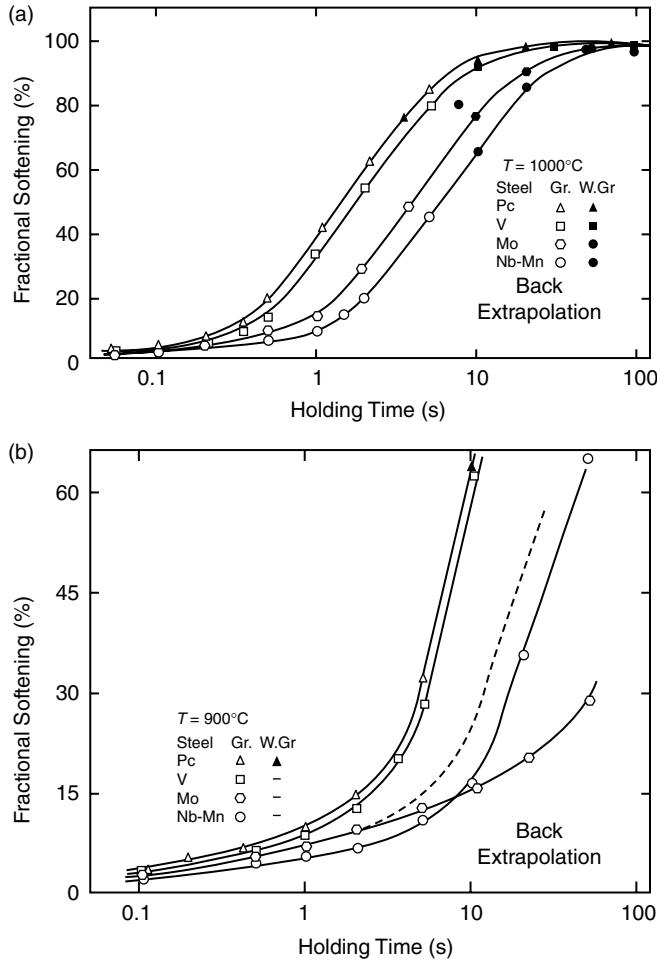 (a)
100
80
60
40
20
0
Fractional Softening (%)
T = 1000°C
Steel Gr. W.Gr
Pc
V
Mo
Nb-Mn
Back
Extrapolation
0.1 1 10 100
Holding Time (s)
(b)
60
45
30
15
0
Fractional Softening (%)
T = 900°C
Steel Gr. W.Gr
Pc
V –
Mo –
Nb-Mn –
Back
Extrapolation
0.1 1 10 100
Holding Time (s)